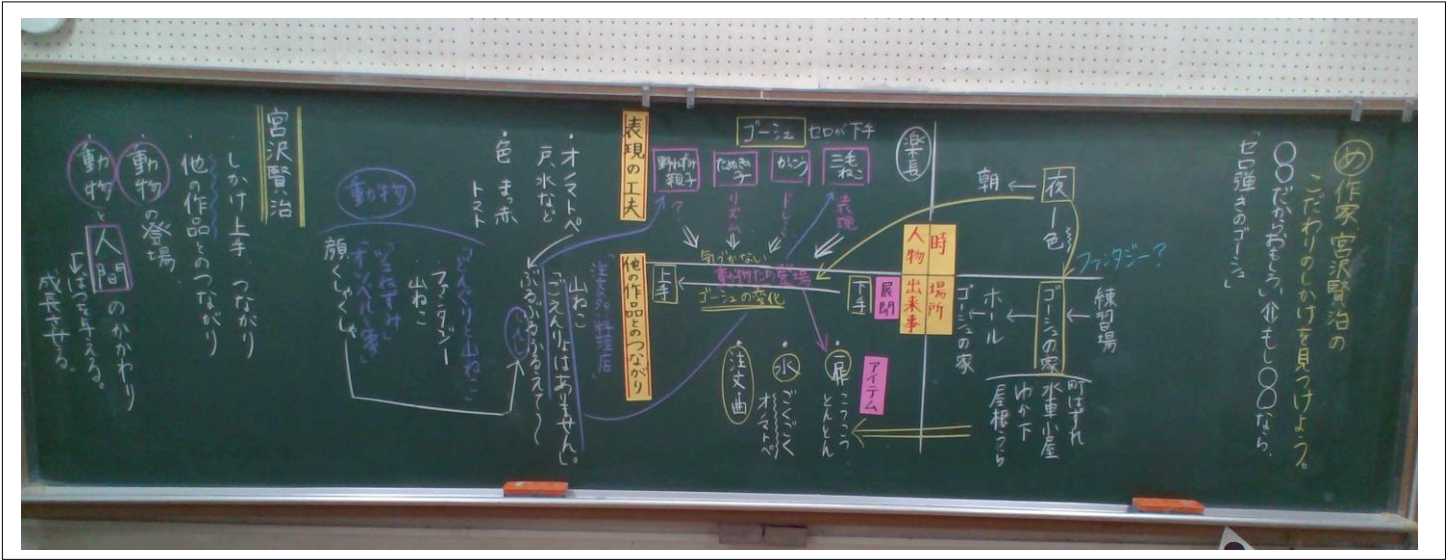 め 作家、宮沢賢治の
こだわりのしかけを見つけよう。
○○だからおもしろい
もし○○なら、
「セロ弾きのゴーシュ」
練習場
ファンタジー?
夜
色
朝
ゴーシュの家
ホール
ゴーシュの家
町はずれ
水車小屋
ゆか下
屋根うら
時
場所
人物
出来事
展開
楽長
ゴーシュ
セロが下手
三毛ねこ
かっこう
たぬきの子
野ねずみ親子
表現
ドレミ
リズム
?
気づかない
動物たちの登場
ゴーシュの変化
下手
上手
アイテム
扉
こつこつ
とんとん
水
ごくごく
オノマトペ
注文曲
表現の工夫
オノマトペ
戸、水など
色 まっ赤
トマト
他の作品とのつながり
「注文の多い料理店」
山ねこ
「ごえんりょはありません。」
ぶるぶるふるえて〜
動物
「どんぐりと山ねこ」
ファンタジー
山ねこ
顔くしゃくしゃ
宮沢賢治
しかけ上手 つながり
他の作品とのつながり
動物の登場
動物と人間のかかわり
成長させる。